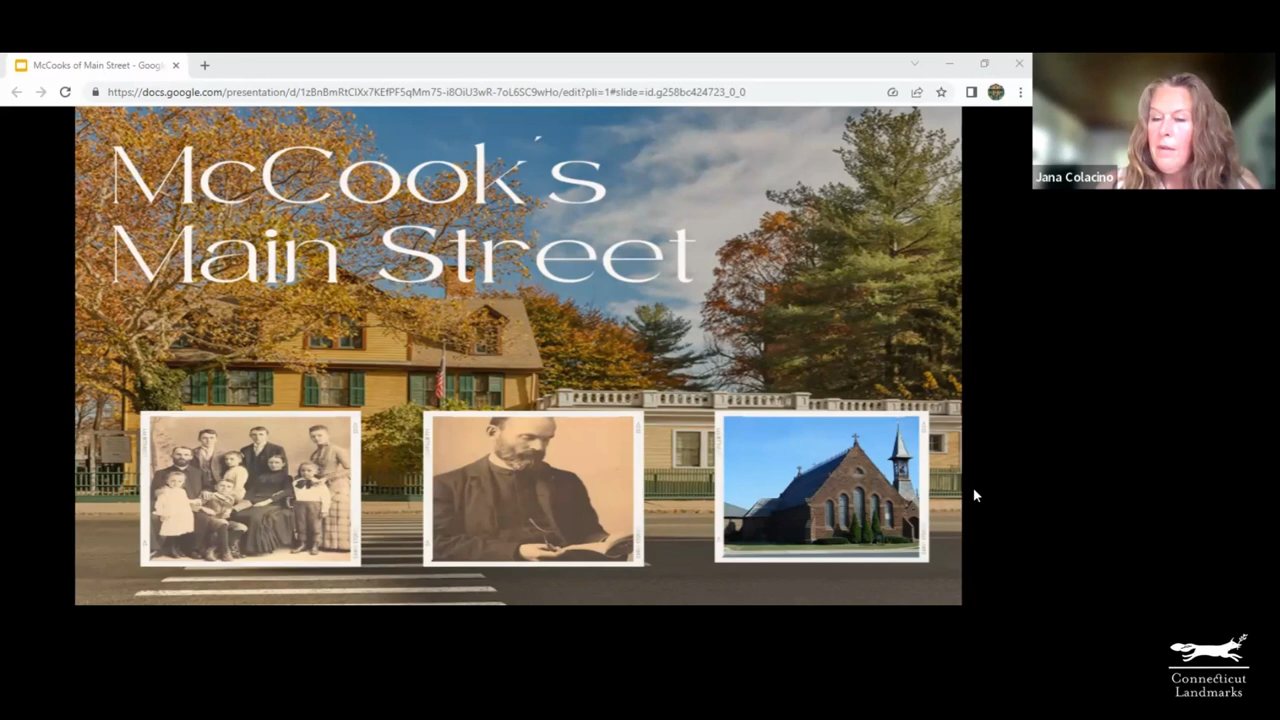 McCooks of Main Street - Googl
https://docs.google.com/presentation/d/1zBnBmRtClXx7KEfPF5qMm75-i8OiU3wR-7oL6SC9wHo/edit?pli=1#slide=id.g258bc424723_0_0
McCook's
Main Street
Jana Colacino
Connecticut
Landmarks